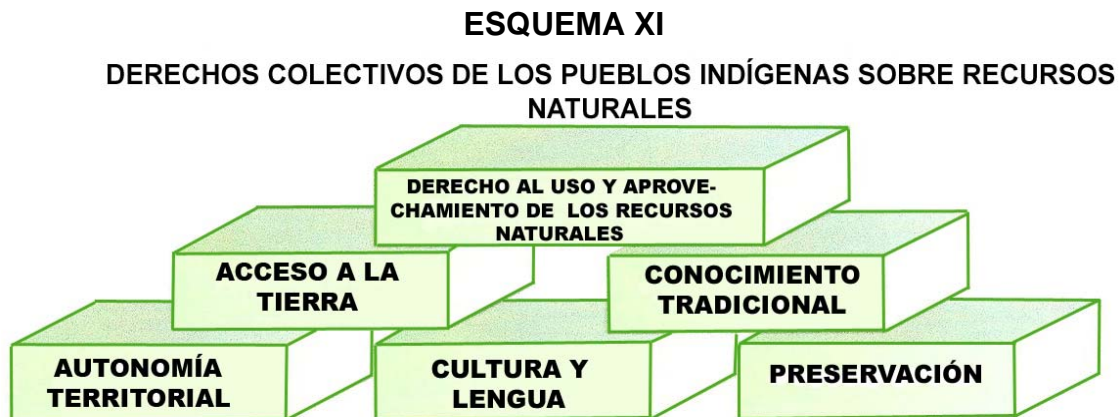 ESQUEMA XI
DERECHOS COLECTIVOS DE LOS PUEBLOS INDÍGENAS SOBRE RECURSOS
NATURALES
DERECHO AL USO Y APROVE-
CHAMIENTO DE LOS RECURSOS
NATURALES
ACCESO A LA
TIERRA
CONOCIMIENTO
TRADICIONAL
AUTONOMÍA
TERRITORIAL
CULTURA Y
LENGUA
PRESERVACIÓN